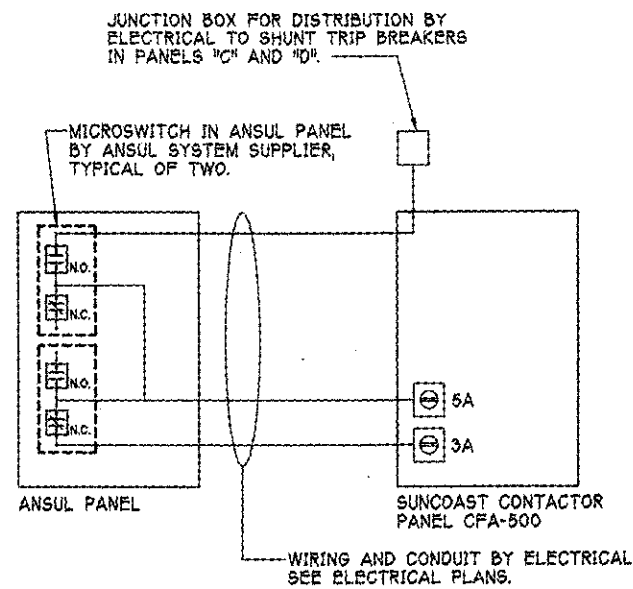 JUNCTION BOX FOR DISTRIBUTION BY
ELECTRICAL TO SHUNT TRIP BREAKERS
IN PANELS "C" AND "D".
MICROSWITCH IN ANSUL PANEL
BY ANSUL SYSTEM SUPPLIER,
TYPICAL OF TWO.
N.O.
N.C.
N.O.
N.C.
5A
3A
ANSUL PANEL
SUNCOAST CONTACTOR
PANEL CFA-500
WIRING AND CONDUIT BY ELECTRICAL
SEE ELECTRICAL PLANS.